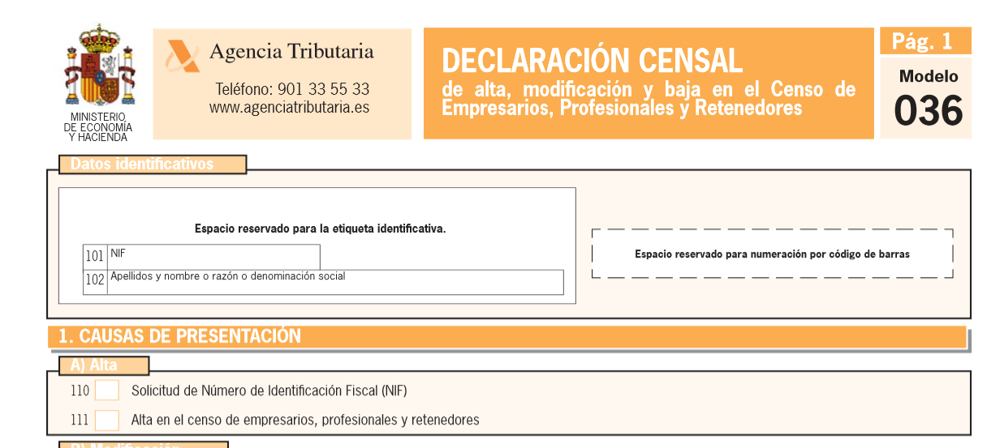 MINISTERIO
DE ECONOMÍA
Y HACIENDA
Agencia Tributaria
Teléfono: 901 33 55 33
www.agenciatributaria.es
DECLARACIÓN CENSAL
de alta, modificación y baja en el Censo de
Empresarios, Profesionales y Retenedores
Pág. 1
Modelo
036
Datos identificativos
Espacio reservado para la etiqueta identificativa.
101 NIF
102 Apellidos y nombre o razón o denominación social
Espacio reservado para numeración por código de barras
1. CAUSAS DE PRESENTACIÓN
A) Alta
110 Solicitud de Número de Identificación Fiscal (NIF)
111 Alta en el censo de empresarios, profesionales y retenedores
B) Modificación